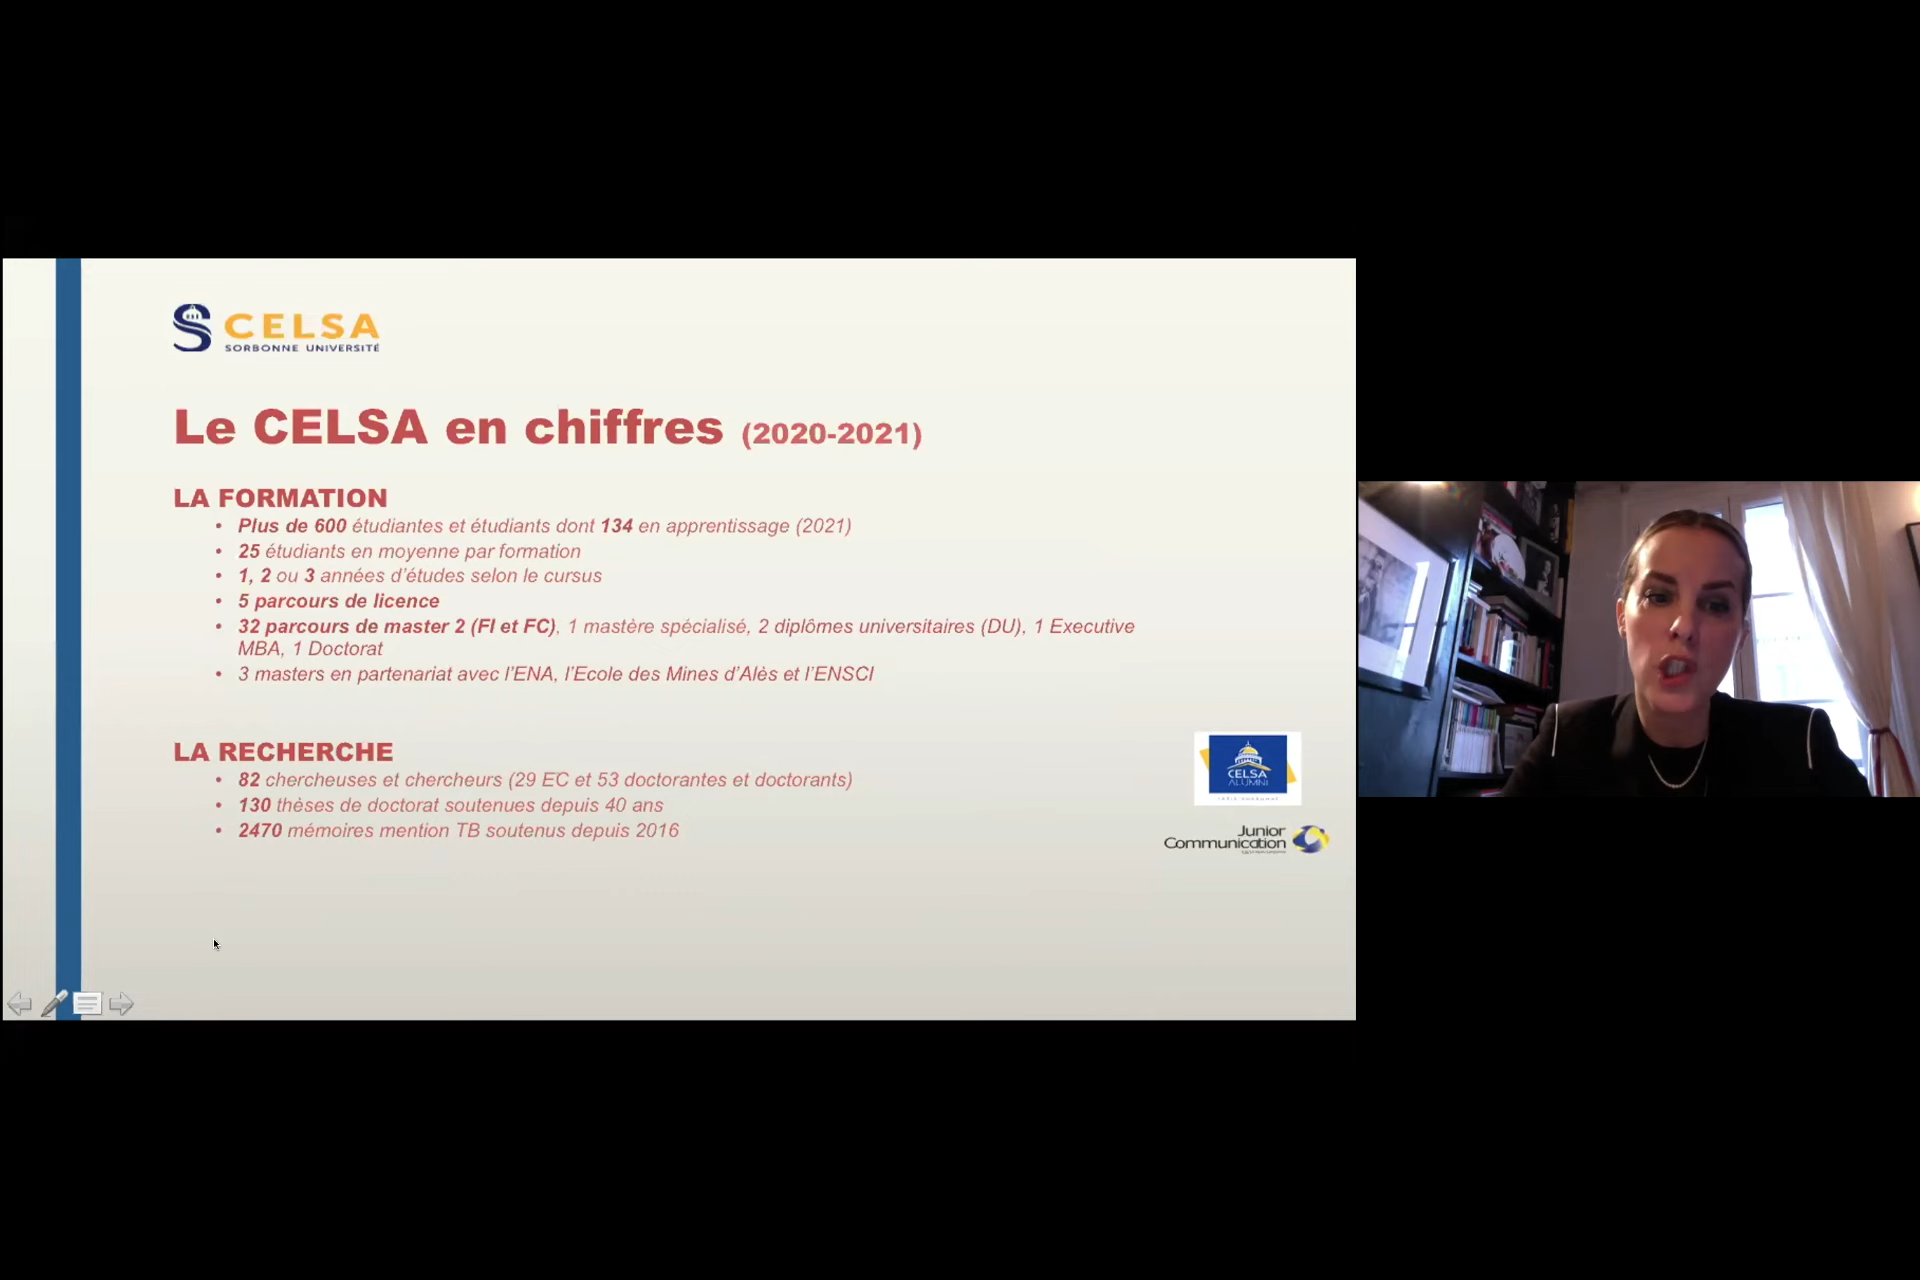 CELSA
SORBONNE UNIVERSITÉ
Le CELSA en chiffres (2020-2021)
LA FORMATION
• Plus de 600 étudiantes et étudiants dont 134 en apprentissage (2021)
• 25 étudiants en moyenne par formation
• 1, 2 ou 3 années d'études selon le cursus
• 5 parcours de licence
• 32 parcours de master 2 (FI et FC), 1 mastère spécialisé, 2 diplômes universitaires (DU), 1 Executive
MBA, 1 Doctorat
• 3 masters en partenariat avec l'ENA, l'Ecole des Mines d'Alès et l'ENSCI
LA RECHERCHE
• 82 chercheuses et chercheurs (29 EC et 53 doctorantes et doctorants)
• 130 thèses de doctorat soutenues depuis 40 ans
• 2470 mémoires mention TB soutenus depuis 2016
CELSA
ALUMNI
Junior
Communication